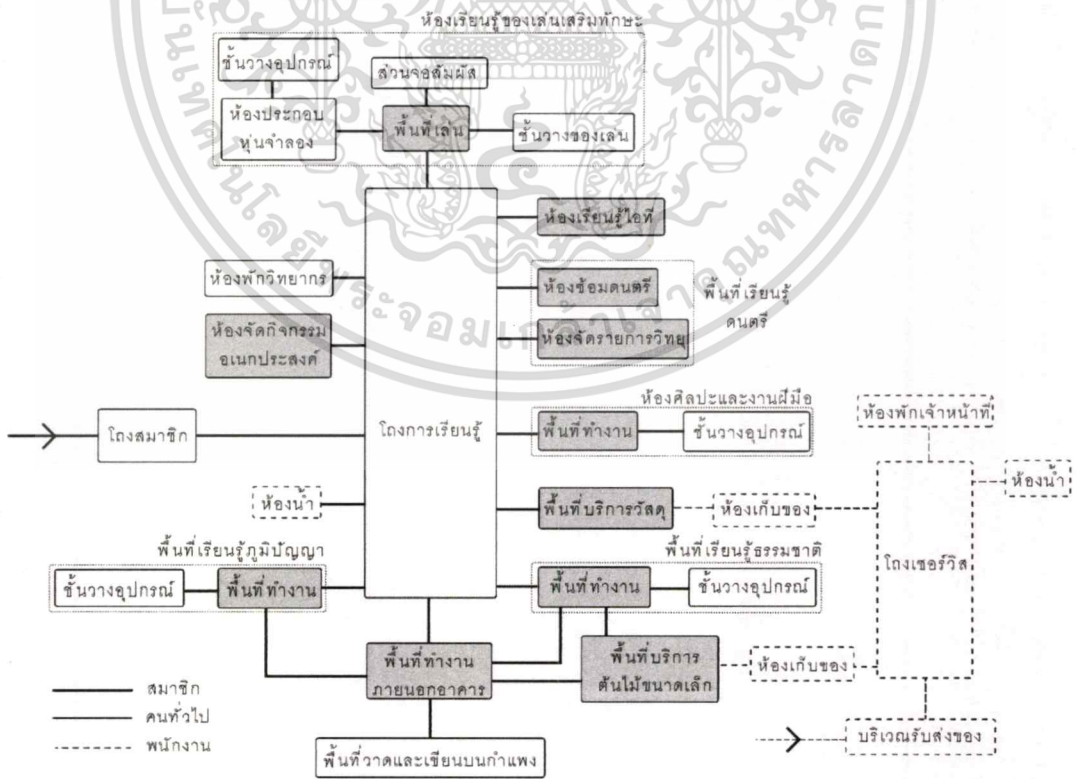 ห้องเรียนรู้ของเล่นเสริมทักษะ
ชั้นวางอุปกรณ์
ส่วนจอสัมผัส
ห้องประกอบ
หุ่นจำลอง
พื้นที่เล่น
ชั้นวางของเล่น
ห้องเรียนรู้ไอที
ห้องพักวิทยากร
ห้องซ้อมดนตรี
พื้นที่เรียนรู้
ดนตรี
ห้องจัดกิจกรรม
อเนกประสงค์
ห้องจัดรายการวิทยุ
ห้องศิลปะและงานฝีมือ
ห้องพักเจ้าหน้าที่
โถงสมาชิก
โถงการเรียนรู้
พื้นที่ทำงาน
ชั้นวางอุปกรณ์
ห้องน้ำ
ห้องน้ำ
พื้นที่บริการวัสดุ
ห้องเก็บของ
พื้นที่เรียนรู้ภูมิปัญญา
พื้นที่เรียนรู้ธรรมชาติ
โถงเซอร์วิส
ชั้นวางอุปกรณ์
พื้นที่ทำงาน
พื้นที่ทำงาน
ชั้นวางอุปกรณ์
พื้นที่ทำงาน
ภายนอกอาคาร
พื้นที่บริการ
ต้นไม้ขนาดเล็ก
ห้องเก็บของ
สมาชิก
คนทั่วไป
พนักงาน
บริเวณรับส่งของ
พื้นที่วาดและเขียนบนกำแพง